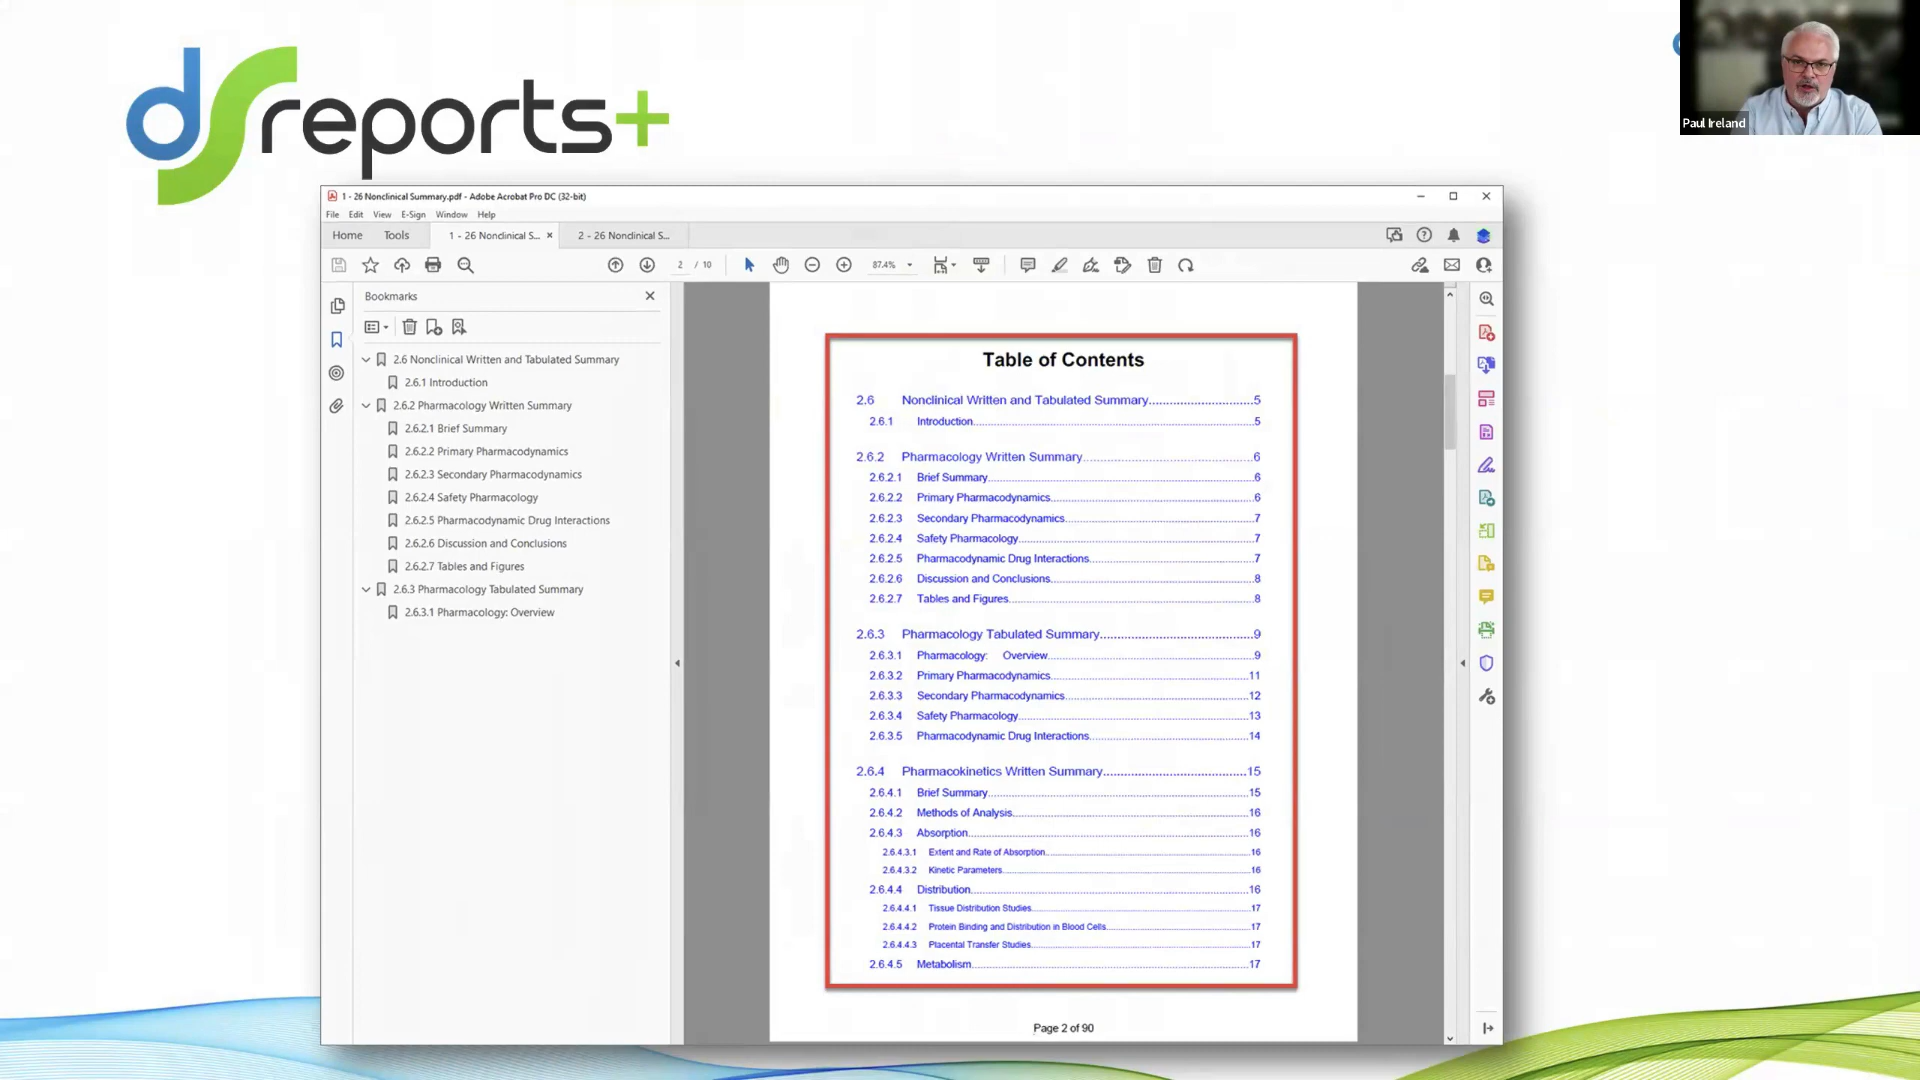 dsreports+
Paul Ireland
1 - 26 Nonclinical Summary.pdf - Adobe Acrobat Pro DC (32-bit)
File Edit View E-Sign Window Help
Home Tools 1 - 26 Nonclinical S... × 2 - 26 Nonclinical S...
2 / 10 87.4%
Bookmarks
2.6 Nonclinical Written and Tabulated Summary
2.6.1 Introduction
2.6.2 Pharmacology Written Summary
2.6.2.1 Brief Summary
2.6.2.2 Primary Pharmacodynamics
2.6.2.3 Secondary Pharmacodynamics
2.6.2.4 Safety Pharmacology
2.6.2.5 Pharmacodynamic Drug Interactions
2.6.2.6 Discussion and Conclusions
2.6.2.7 Tables and Figures
2.6.3 Pharmacology Tabulated Summary
2.6.3.1 Pharmacology: Overview
Table of Contents
2.6 Nonclinical Written and Tabulated Summary 5
2.6.1 Introduction 5
2.6.2 Pharmacology Written Summary 6
2.6.2.1 Brief Summary 6
2.6.2.2 Primary Pharmacodynamics 6
2.6.2.3 Secondary Pharmacodynamics 7
2.6.2.4 Safety Pharmacology 7
2.6.2.5 Pharmacodynamic Drug Interactions 7
2.6.2.6 Discussion and Conclusions 8
2.6.2.7 Tables and Figures 8
2.6.3 Pharmacology Tabulated Summary 9
2.6.3.1 Pharmacology: Overview 9
2.6.3.2 Primary Pharmacodynamics 11
2.6.3.3 Secondary Pharmacodynamics 12
2.6.3.4 Safety Pharmacology 13
2.6.3.5 Pharmacodynamic Drug Interactions 14
2.6.4 Pharmacokinetics Written Summary 15
2.6.4.1 Brief Summary 15
2.6.4.2 Methods of Analysis 16
2.6.4.3 Absorption 16
2.6.4.3.1 Extent and Rate of Absorption 16
2.6.4.3.2 Kinetic Parameters 16
2.6.4.4 Distribution 16
2.6.4.4.1 Tissue Distribution Studies 17
2.6.4.4.2 Protein Binding and Distribution in Blood Cells 17
2.6.4.4.3 Placental Transfer Studies 17
2.6.4.5 Metabolism 17
Page 2 of 90